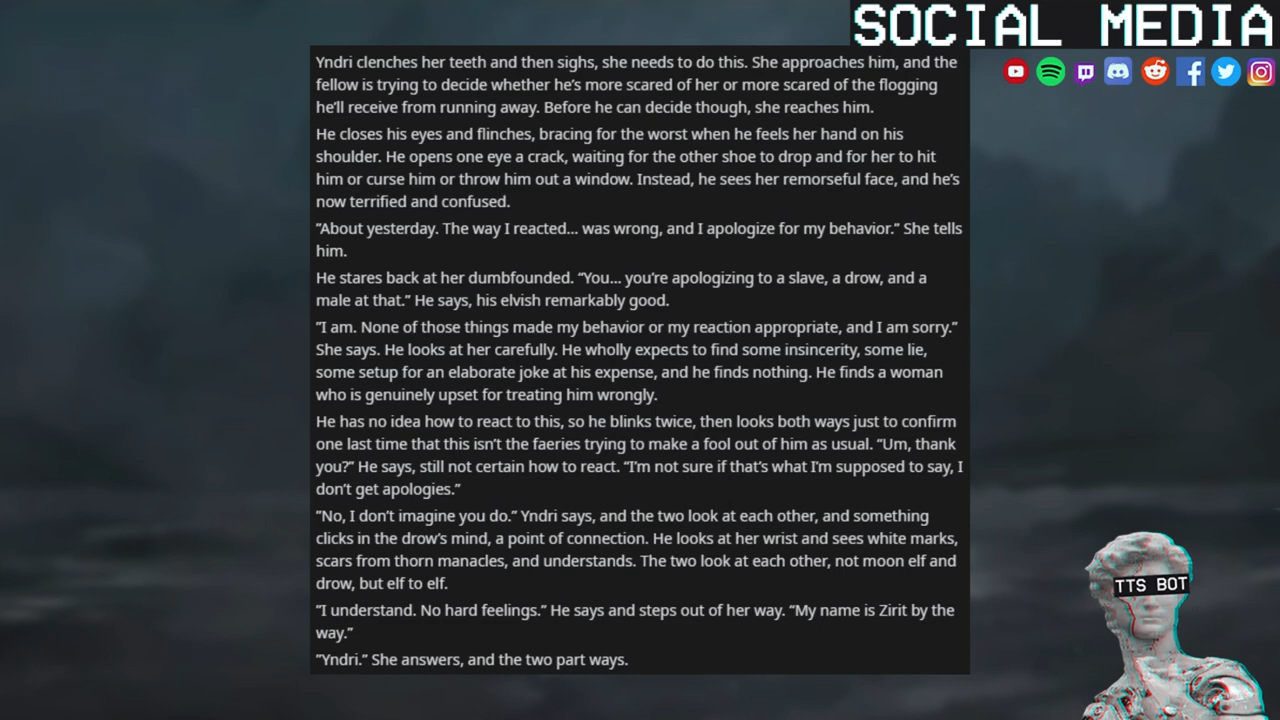 SOCIAL MEDIA
Yndri clenches her teeth and then sighs, she needs to do this. She approaches him, and the
fellow is trying to decide whether he's more scared of her or more scared of the flogging
he'll receive from running away. Before he can decide though, she reaches him.
He closes his eyes and flinches, bracing for the worst when he feels her hand on his
shoulder. He opens one eye a crack, waiting for the other shoe to drop and for her to hit
him or curse him or throw him out a window. Instead, he sees her remorseful face, and he's
now terrified and confused.
“About yesterday. The way I reacted... was wrong, and I apologize for my behavior.” She tells
him.
He stares back at her dumbfounded. “You... you're apologizing to a slave, a drow, and a
male at that.” He says, his elvish remarkably good.
“I am. None of those things made my behavior or my reaction appropriate, and I am sorry.”
She says. He looks at her carefully. He wholly expects to find some insincerity, some lie,
some setup for an elaborate joke at his expense, and he finds nothing. He finds a woman
who is genuinely upset for treating him wrongly.
He has no idea how to react to this, so he blinks twice, then looks both ways just to confirm
one last time that this isn't the faeries trying to make a fool out of him as usual. “Um, thank
you?” He says, still not certain how to react. “I'm not sure if that's what I'm supposed to say, I
don't get apologies.”
“No, I don't imagine you do.” Yndri says, and the two look at each other, and something
clicks in the drow's mind, a point of connection. He looks at her wrist and sees white marks,
scars from thorn manacles, and understands. The two look at each other, not moon elf and
drow, but elf to elf.
“I understand. No hard feelings.” He says and steps out of her way. “My name is Zirit by the
way.”
“Yndri.” She answers, and the two part ways.
TTS BOT